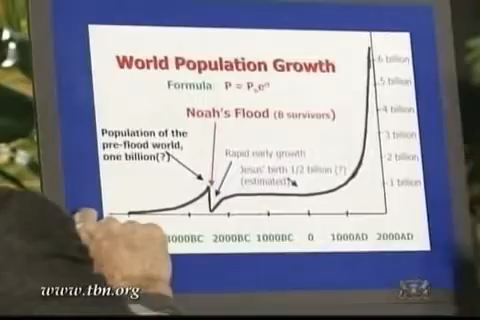 World Population Growth
Formula: P = P₀eʳᵗ
Noah's Flood (8 survivors)
Population of the
pre-flood world,
one billion(?)
Rapid early growth
Jesus' birth 1/2 billion (?)
(estimated)
6 billion
5 billion
4 billion
3 billion
2 billion
1 billion
000BC 2000BC 1000BC 0 1000AD 2000AD
www.tbn.org